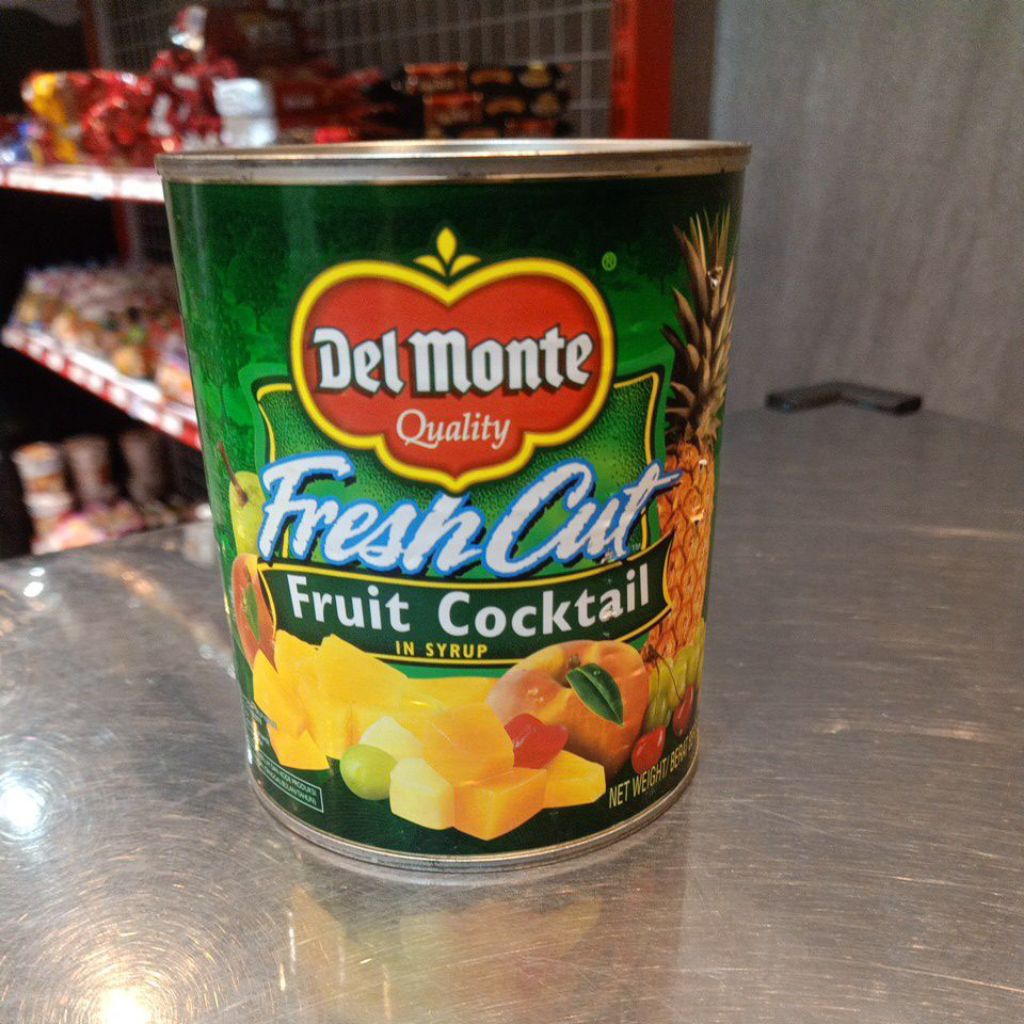 ®
Del Monte
Quality
Fresh Cut
Fruit Cocktail
IN SYRUP
NET WEIGHT/